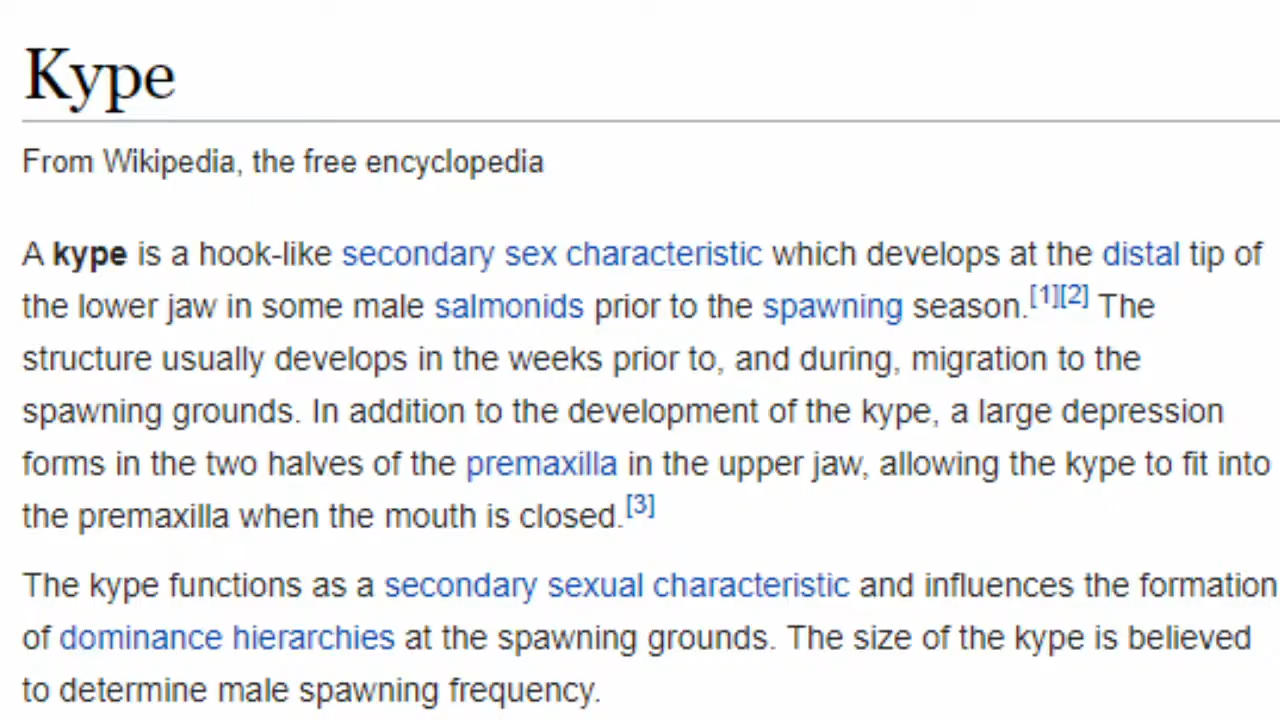 Kype
From Wikipedia, the free encyclopedia
A kype is a hook-like secondary sex characteristic which develops at the distal tip of
the lower jaw in some male salmonids prior to the spawning season.[1][2] The
structure usually develops in the weeks prior to, and during, migration to the
spawning grounds. In addition to the development of the kype, a large depression
forms in the two halves of the premaxilla in the upper jaw, allowing the kype to fit into
the premaxilla when the mouth is closed.[3]
The kype functions as a secondary sexual characteristic and influences the formation
of dominance hierarchies at the spawning grounds. The size of the kype is believed
to determine male spawning frequency.